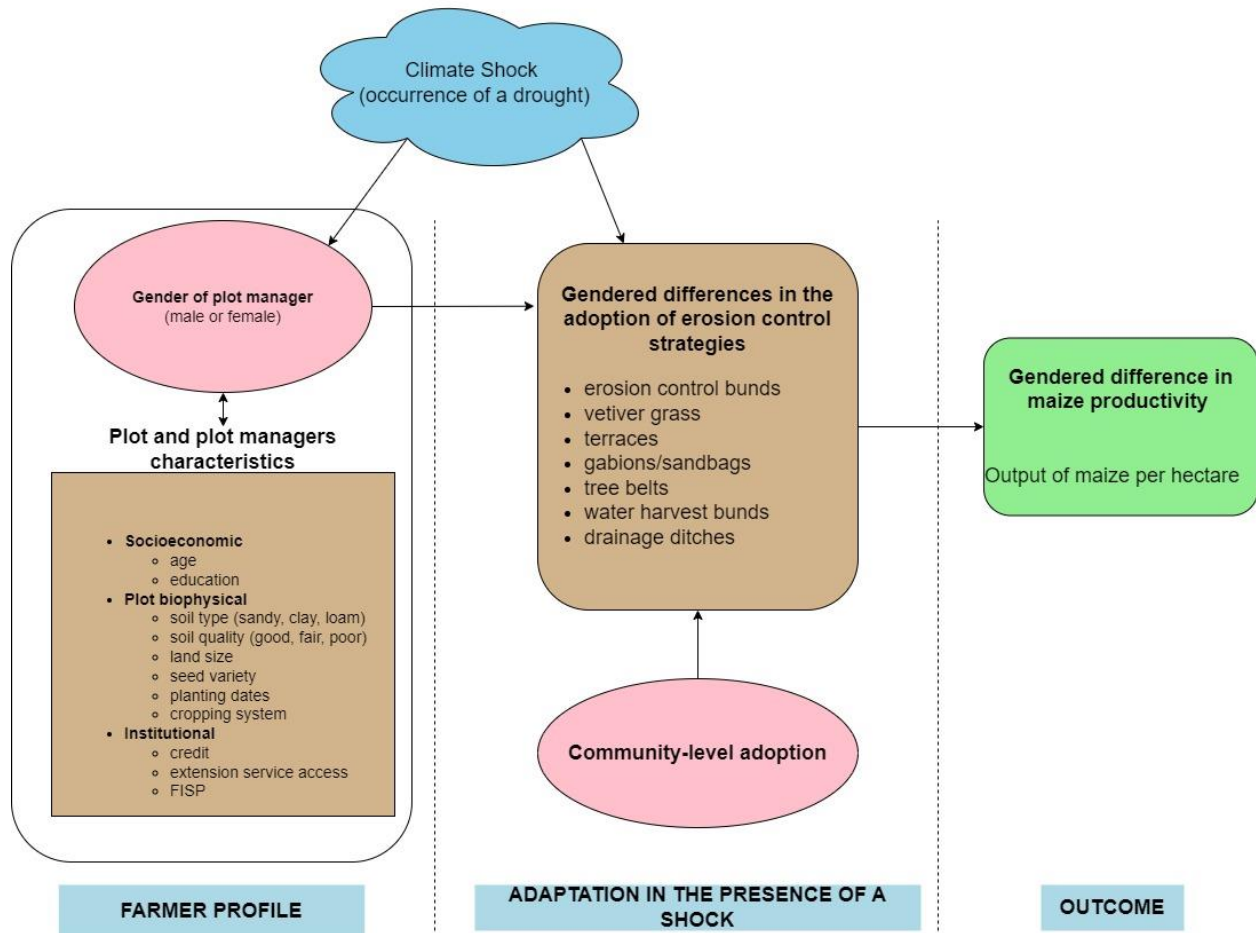 Climate Shock
(occurrence of a drought)
Gender of plot manager
(male or female)
Plot and plot managers
characteristics
• Socioeconomic
○ age
○ education
• Plot biophysical
○ soil type (sandy, clay, loam)
○ soil quality (good, fair, poor)
○ land size
○ seed variety
○ planting dates
○ cropping system
• Institutional
○ credit
○ extension service access
○ FISP
FARMER PROFILE
Gendered differences in the
adoption of erosion control
strategies
• erosion control bunds
• vetiver grass
• terraces
• gabions/sandbags
• tree belts
• water harvest bunds
• drainage ditches
Community-level adoption
ADAPTATION IN THE PRESENCE OF A
SHOCK
Gendered difference in
maize productivity
Output of maize per hectare
OUTCOME